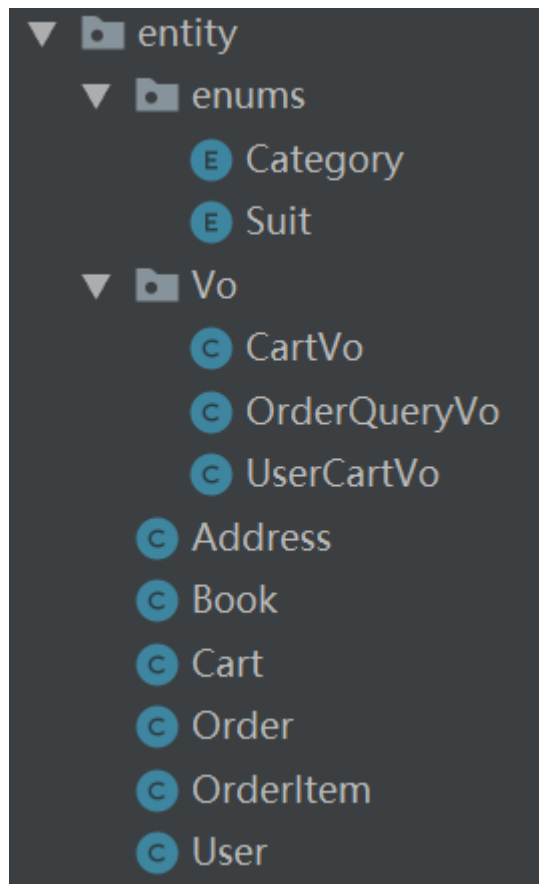 entity
enums
E Category
E Suit
Vo
C CartVo
C OrderQueryVo
C UserCartVo
C Address
C Book
C Cart
C Order
C OrderItem
C User